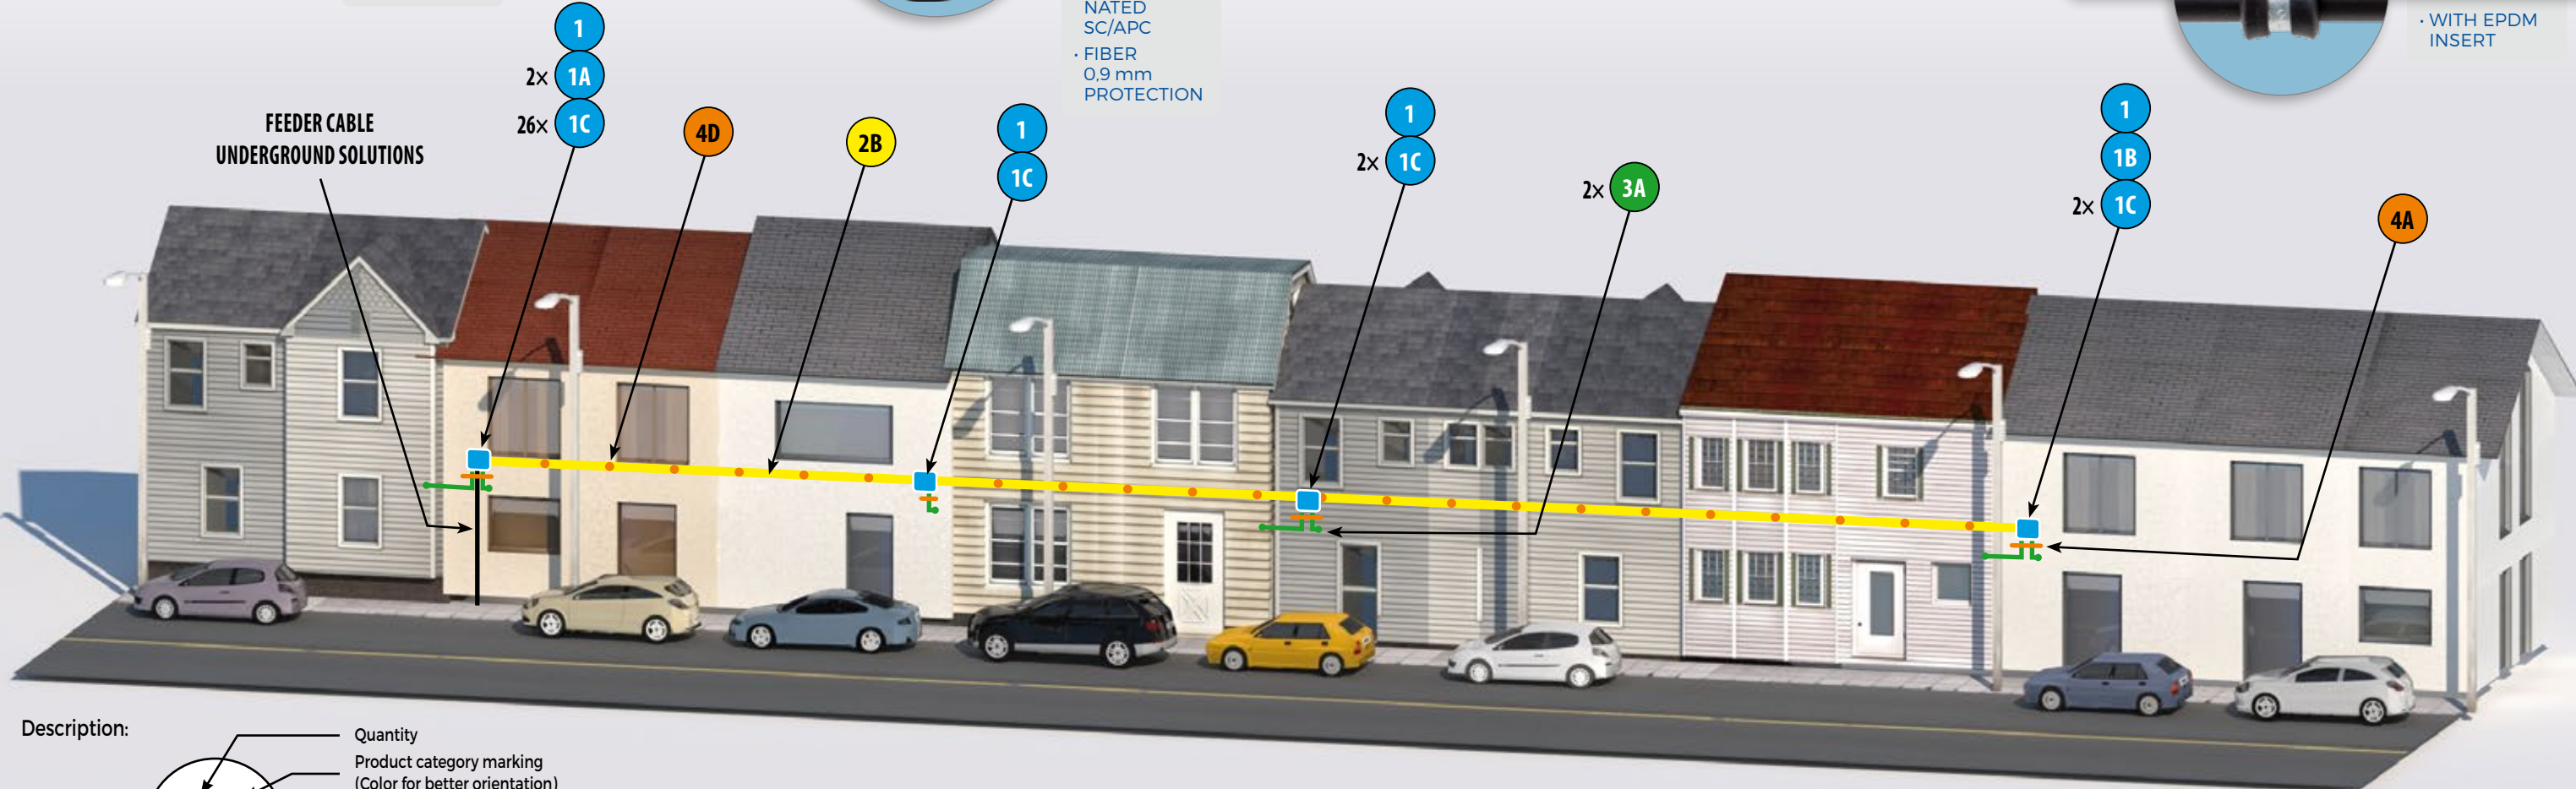 NATED
SC/APC
• FIBER
0,9 mm
PROTECTION
• WITH EPDM
INSERT
FEEDER CABLE
UNDERGROUND SOLUTIONS
1
2x 1A
26x 1C
4D
2B
1
1C
1
2x 1C
2x 3A
1
1B
2x 1C
4A
Description:
Quantity
Product category marking
(Color for better orientation)